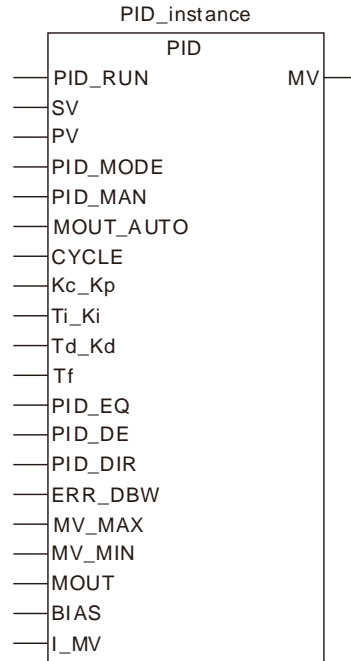 PID_instance
PID
PID_RUN MV
SV
PV
PID_MODE
PID_MAN
MOUT_AUTO
CYCLE
Kc_Kp
Ti_Ki
Td_Kd
Tf
PID_EQ
PID_DE
PID_DIR
ERR_DBW
MV_MAX
MV_MIN
MOUT
BIAS
I_MV